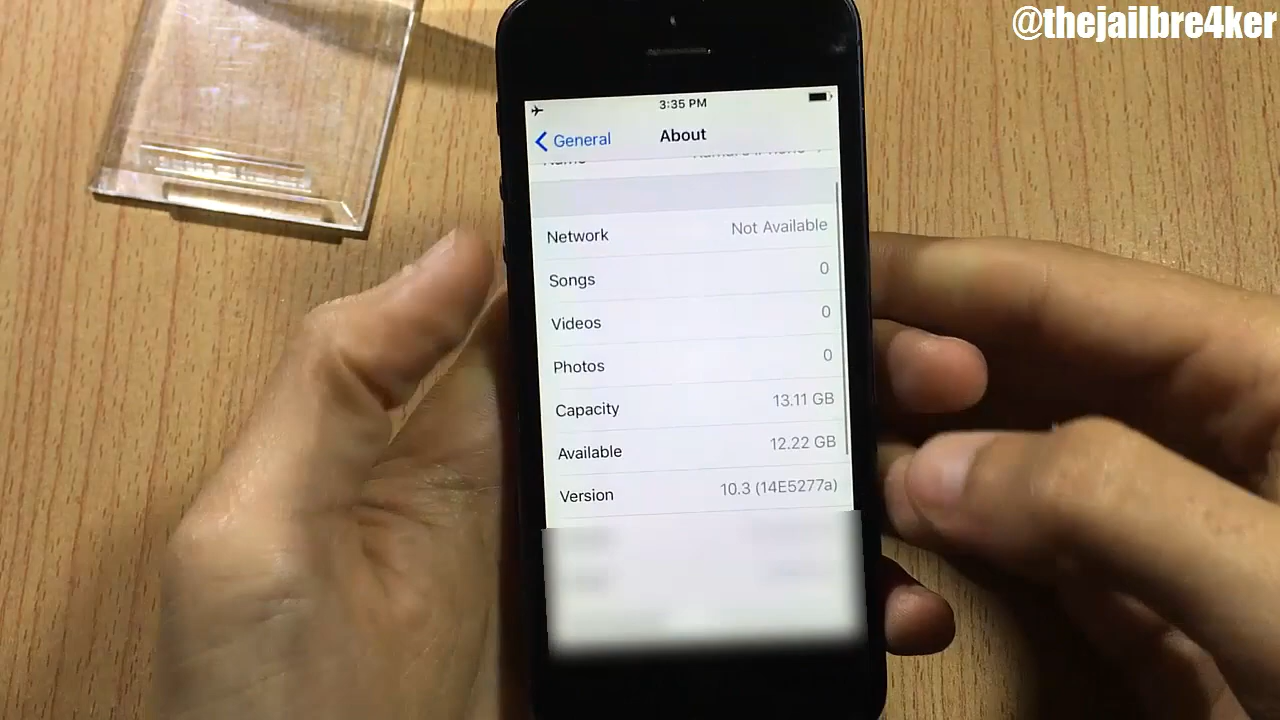 @thejailbre4ker
3:35 PM
General
About
Name
Network Not Available
Songs 0
Videos 0
Photos 0
Capacity 13.11 GB
Available 12.22 GB
Version 10.3 (14E5277a)